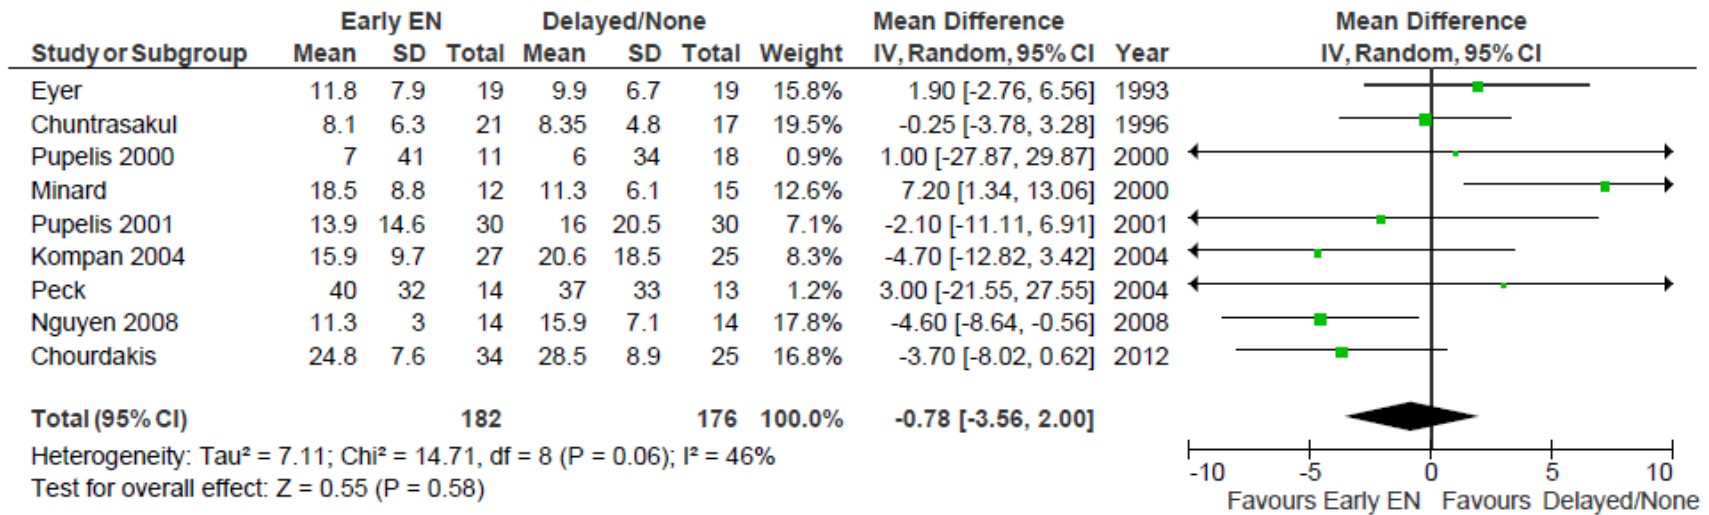 Early EN Delayed/None Mean Difference Mean Difference
Study or Subgroup Mean SD Total Mean SD Total Weight IV, Random, 95% CI Year IV, Random, 95% CI
Eyer 11.8 7.9 19 9.9 6.7 19 15.8% 1.90 [-2.76, 6.56] 1993
Chuntrasakul 8.1 6.3 21 8.35 4.8 17 19.5% -0.25 [-3.78, 3.28] 1996
Pupelis 2000 7 41 11 6 34 18 0.9% 1.00 [-27.87, 29.87] 2000
Minard 18.5 8.8 12 11.3 6.1 15 12.6% 7.20 [1.34, 13.06] 2000
Pupelis 2001 13.9 14.6 30 16 20.5 30 7.1% -2.10 [-11.11, 6.91] 2001
Kompan 2004 15.9 9.7 27 20.6 18.5 25 8.3% -4.70 [-12.82, 3.42] 2004
Peck 40 32 14 37 33 13 1.2% 3.00 [-21.55, 27.55] 2004
Nguyen 2008 11.3 3 14 15.9 7.1 14 17.8% -4.60 [-8.64, -0.56] 2008
Chourdakis 24.8 7.6 34 28.5 8.9 25 16.8% -3.70 [-8.02, 0.62] 2012
Total (95% CI) 182 176 100.0% -0.78 [-3.56, 2.00]
Heterogeneity: Tau² = 7.11; Chi² = 14.71, df = 8 (P = 0.06); I² = 46%
Test for overall effect: Z = 0.55 (P = 0.58)
-10 -5 0 5 10
Favours Early EN Favours Delayed/None